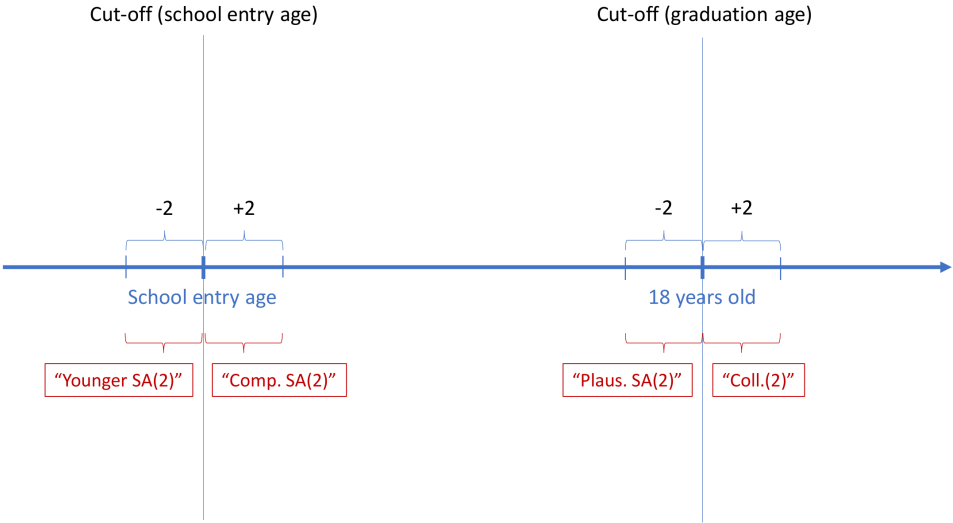 Cut-off (school entry age)
Cut-off (graduation age)
-2
+2
-2
+2
School entry age
18 years old
“Younger SA(2)”
“Comp. SA(2)”
“Plaus. SA(2)”
“Coll.(2)”